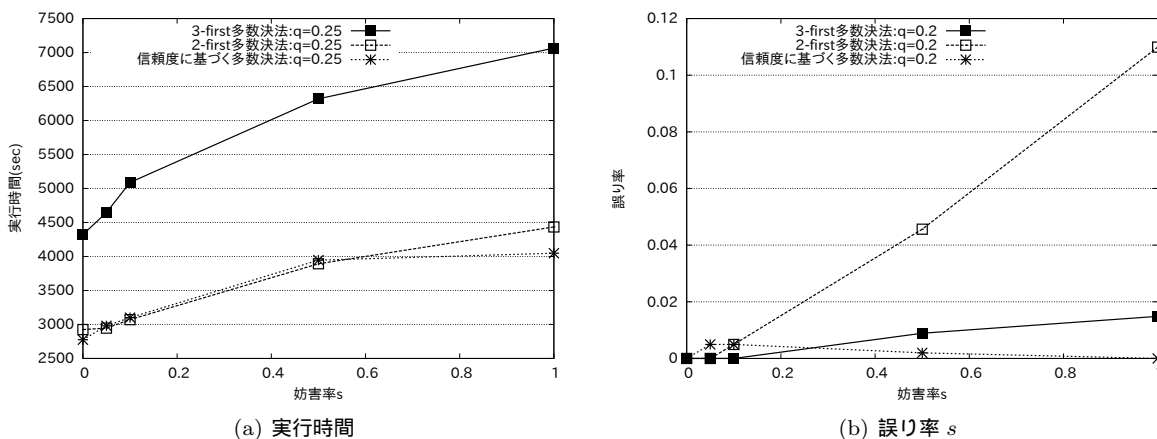 7500
7000
6500
6000
5500
5000
4500
4000
3500
3000
2500
実行時間(sec)
3-first多数決法:q=0.25
2-first多数決法:q=0.25
信頼度に基づく多数決法:q=0.25
0 0.2 0.4 0.6 0.8 1
妨害率s
(a) 実行時間
0.12
0.1
0.08
0.06
0.04
0.02
0
誤り率
3-first多数決法:q=0.2
2-first多数決法:q=0.2
信頼度に基づく多数決法:q=0.2
0 0.2 0.4 0.6 0.8 1
妨害率s
(b) 誤り率 s